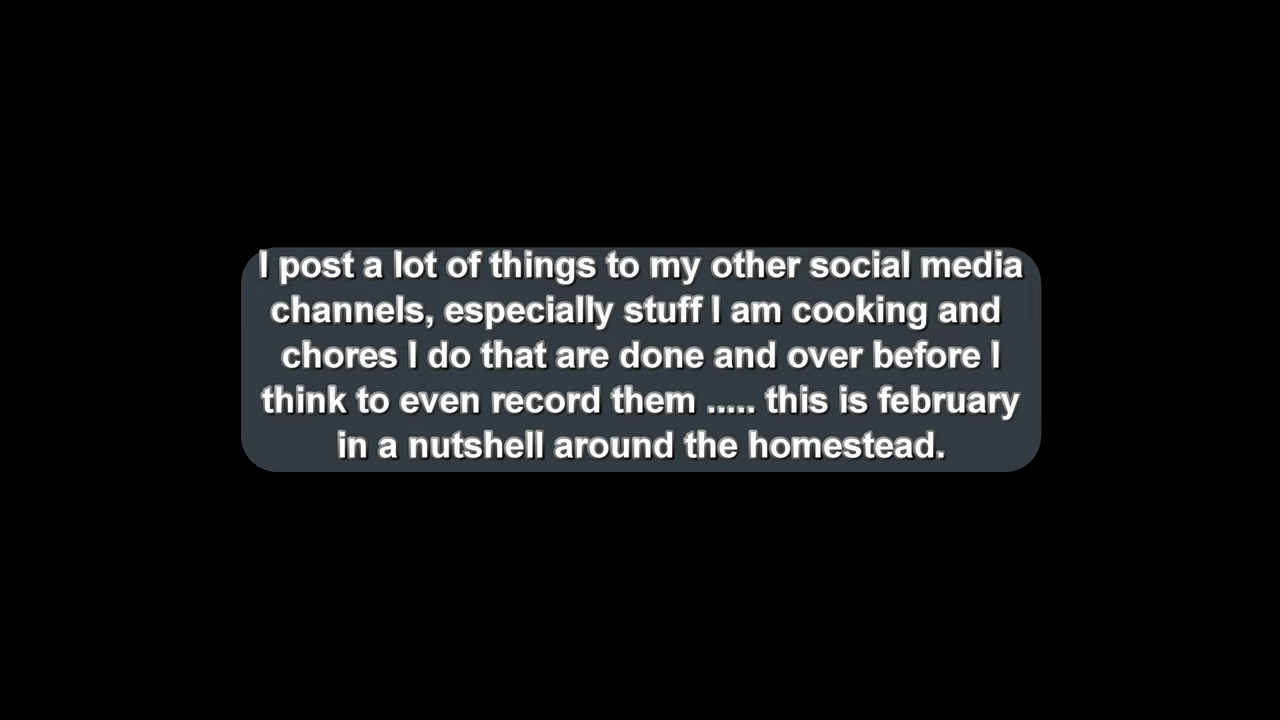 I post a lot of things to my other social media
channels, especially stuff I am cooking and
chores I do that are done and over before I
think to even record them ..... this is february
in a nutshell around the homestead.